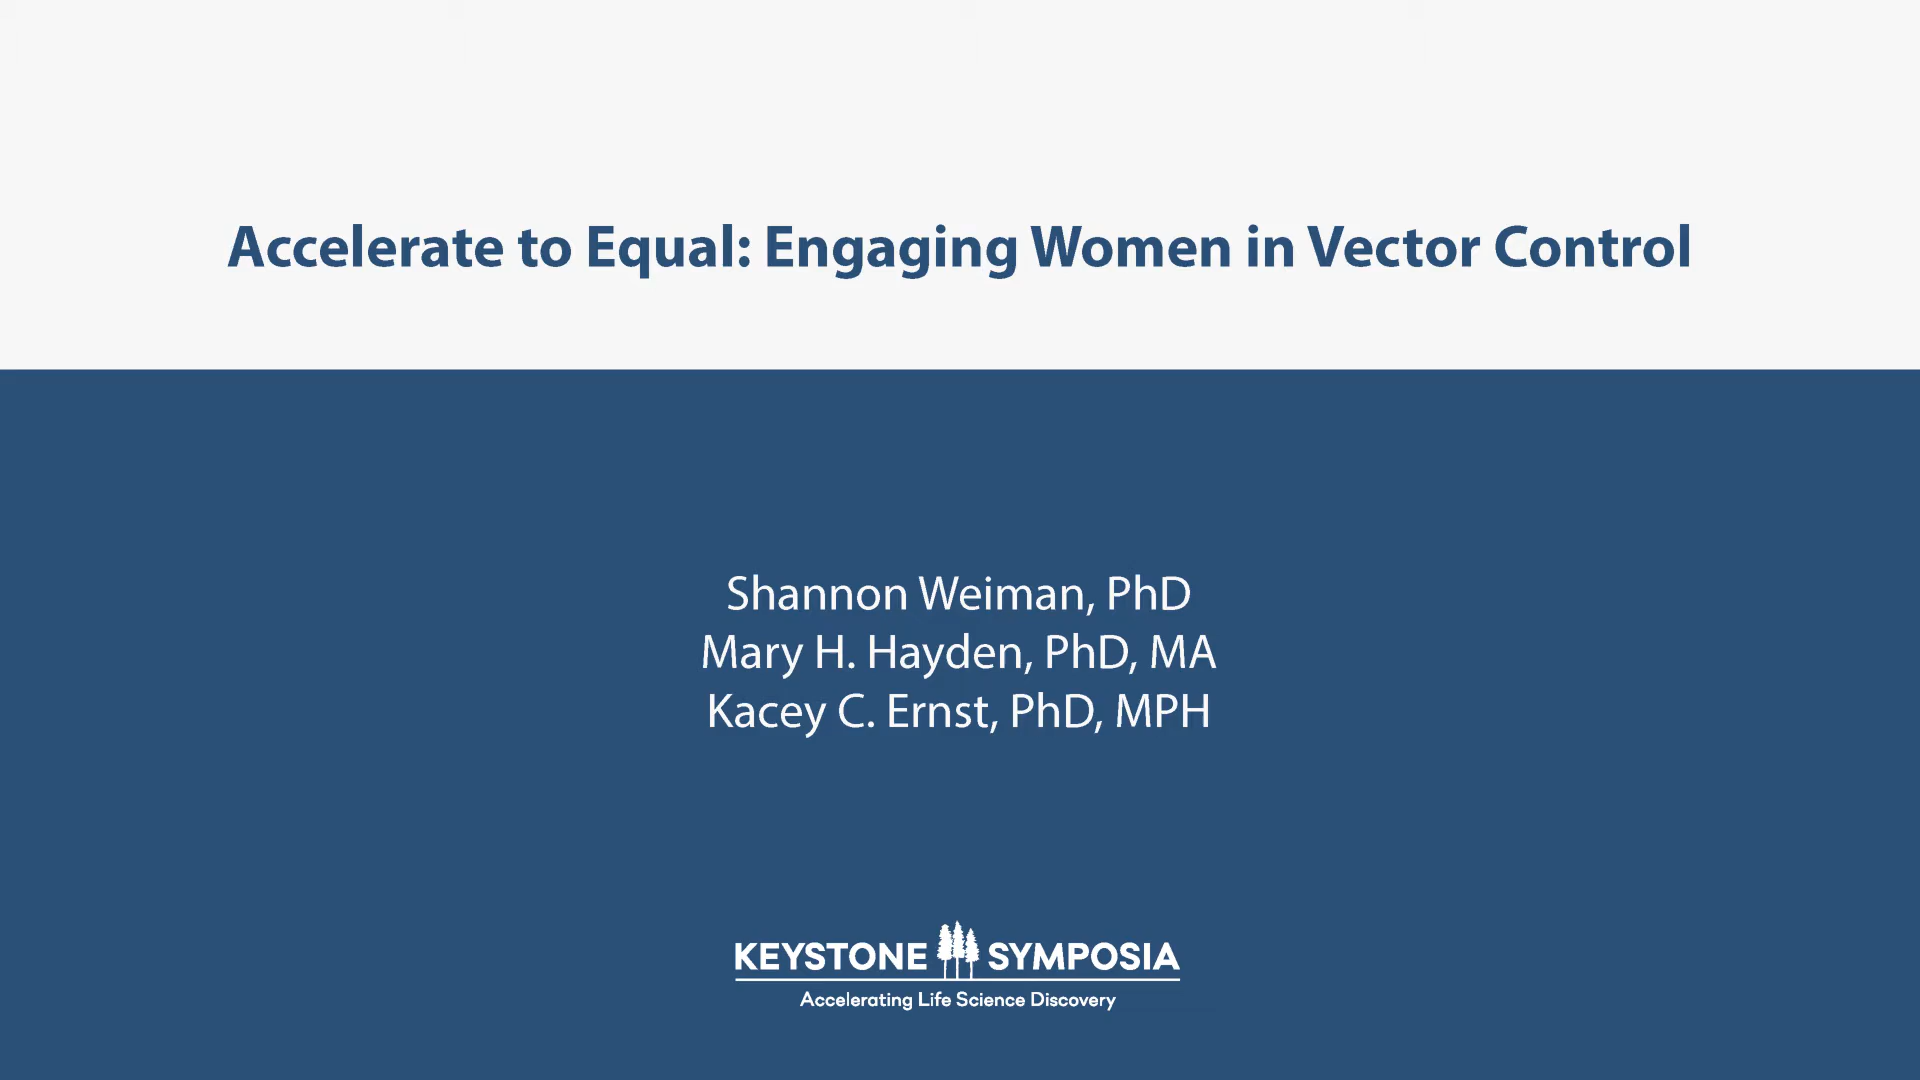 Accelerate to Equal: Engaging Women in Vector Control
Shannon Weiman, PhD
Mary H. Hayden, PhD, MA
Kacey C. Ernst, PhD, MPH
KEYSTONE SYMPOSIA
Accelerating Life Science Discovery